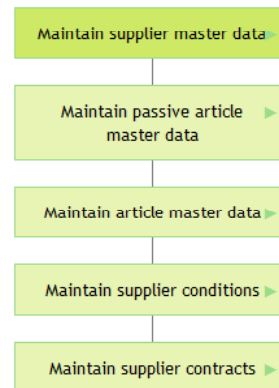 Maintain supplier master data
Maintain passive article
master data
Maintain article master data
Maintain supplier conditions
Maintain supplier contracts